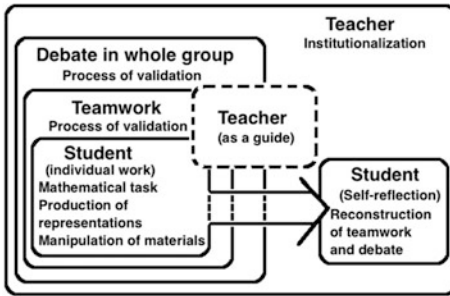 Teacher
Institutionalization
Debate in whole group
Process of validation
Teamwork
Process of validation
Teacher
(as a guide)
Student
(individual work)
Mathematical task
Production of
representations
Manipulation of materials
Student
(Self-reflection)
Reconstruction
of teamwork
and debate